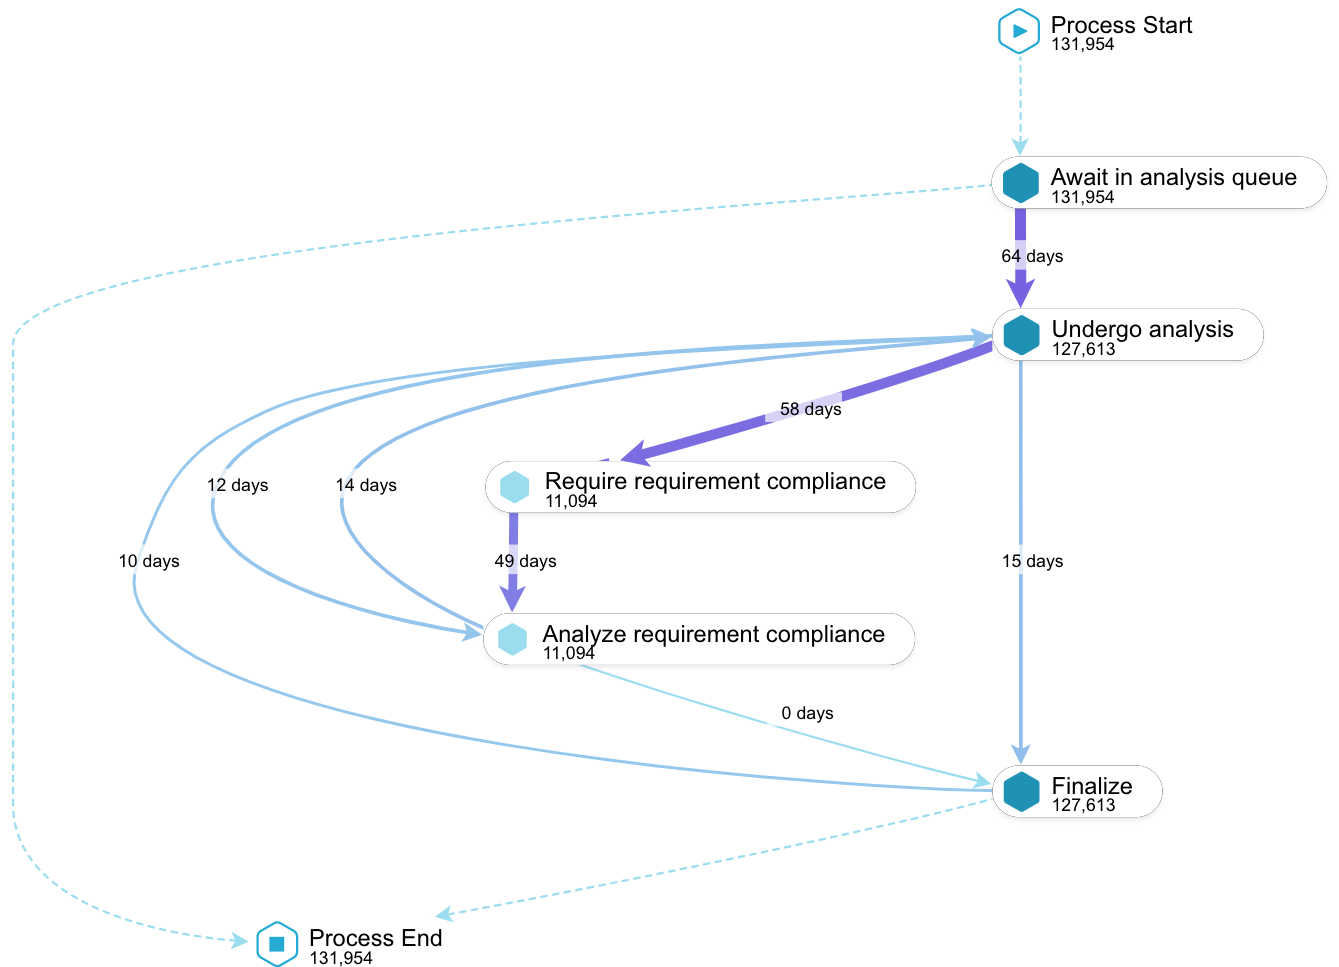 Process Start
131,954
Await in analysis queue
131,954
64 days
Undergo analysis
127,613
58 days
Require requirement compliance
11,094
12 days
14 days
49 days
10 days
15 days
Analyze requirement compliance
11,094
0 days
Finalize
127,613
Process End
131,954